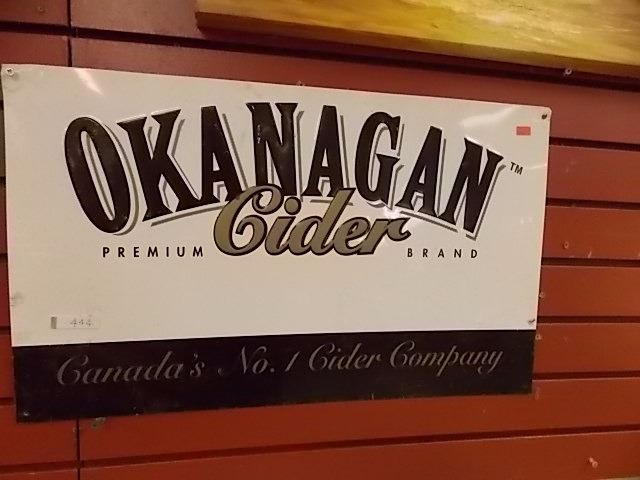 OKANAGAN™
Cider
PREMIUM BRAND
444
Canada's No. 1 Cider Company